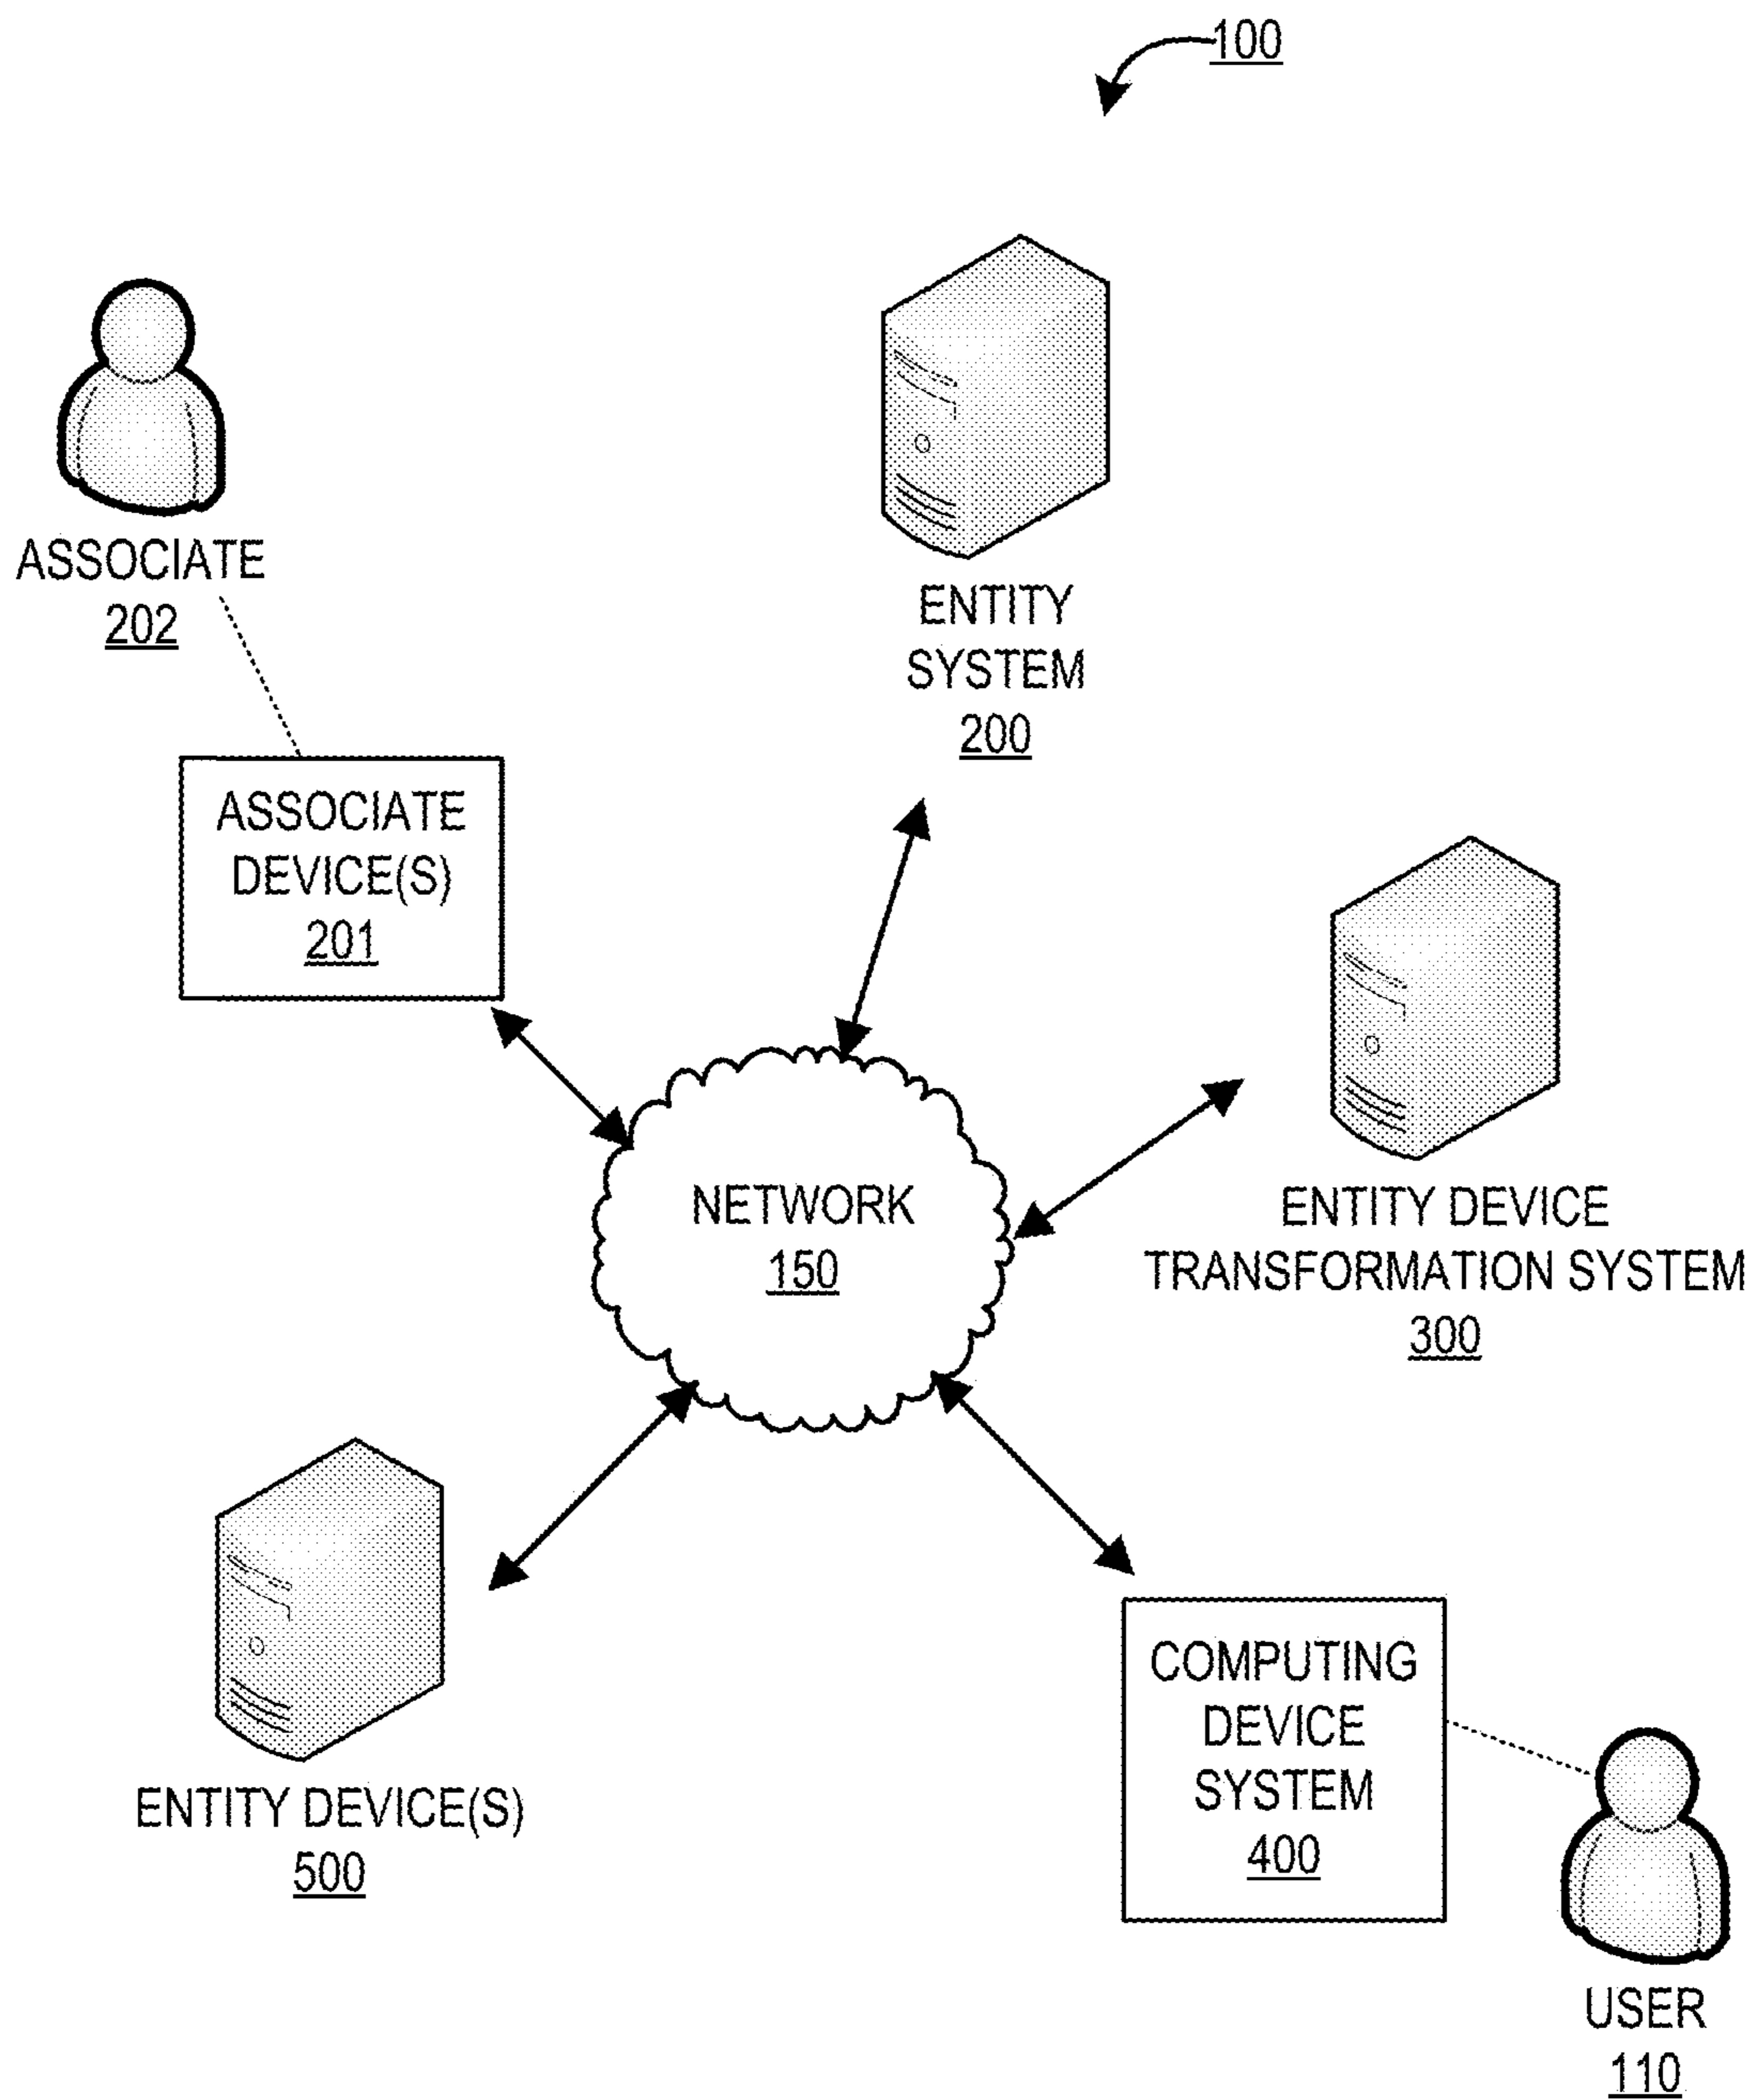 100
ASSOCIATE
202
ENTITY
SYSTEM
200
ASSOCIATE
DEVICE(S)
201
NETWORK
150
ENTITY DEVICE
TRANSFORMATION SYSTEM
300
ENTITY DEVICE(S)
500
COMPUTING
DEVICE
SYSTEM
400
USER
110